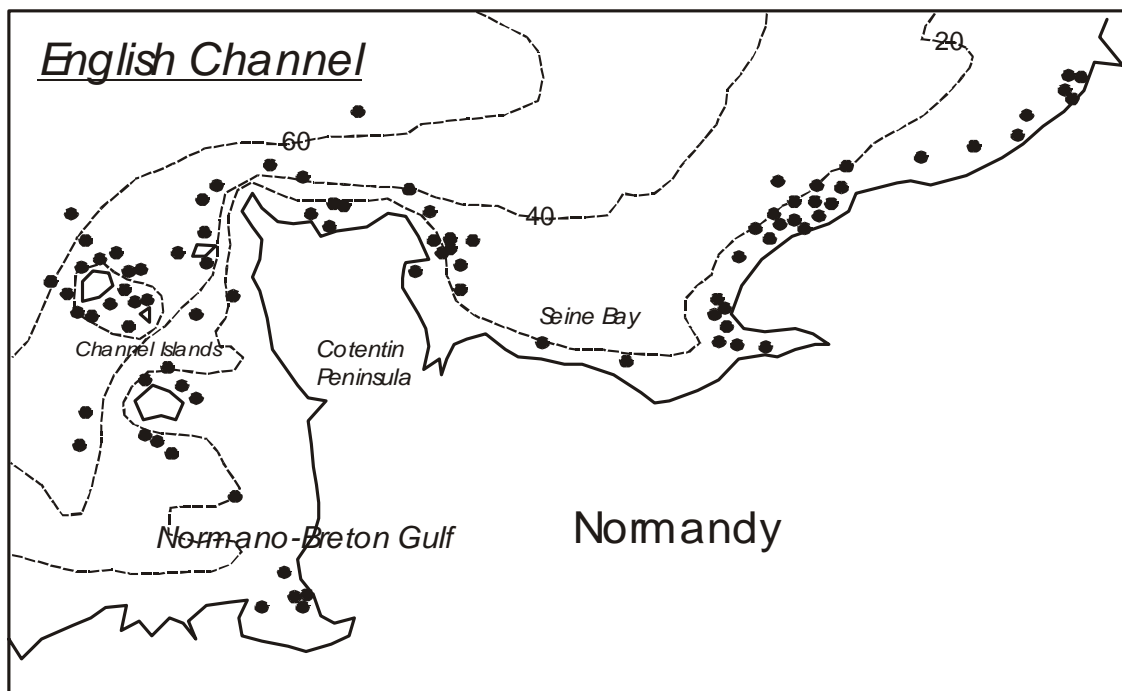 English Channel
20
60
40
Seine Bay
Channel Islands
Cotentin
Peninsula
Normano-Breton Gulf
Normandy